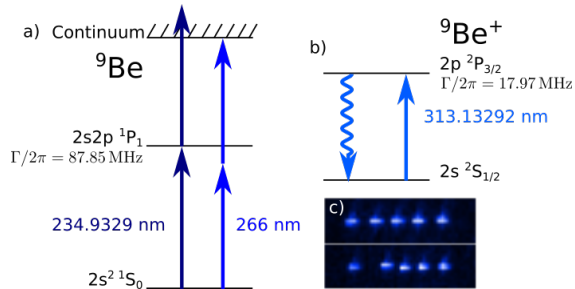 a) Continuum
⁹Be
2s2p ¹P₁
Γ/2π = 87.85 MHz
234.9329 nm
266 nm
2s² ¹S₀
b)
⁹Be⁺
2p ²P₃/₂
Γ/2π = 17.97 MHz
313.13292 nm
2s ²S₁/₂
c)